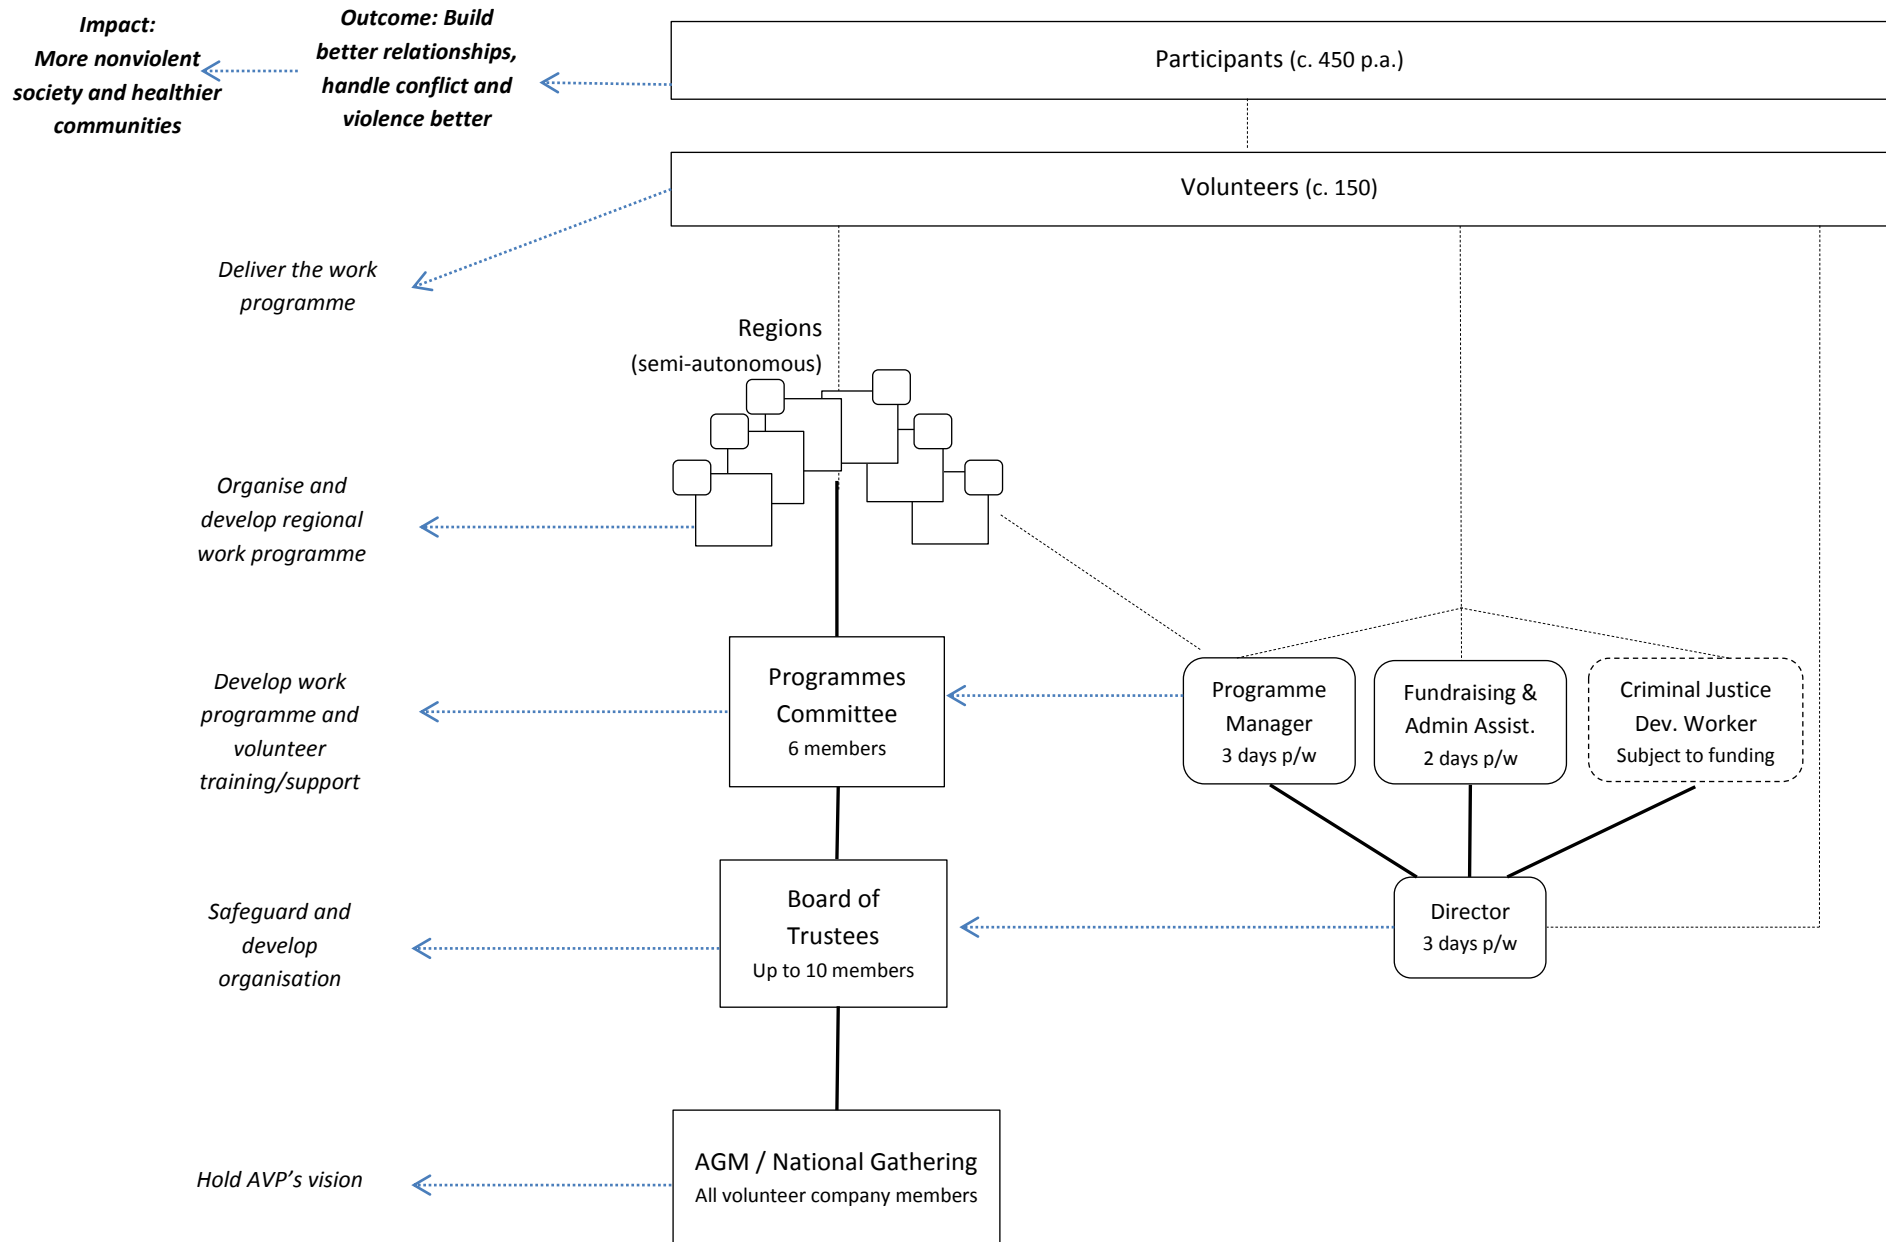 Impact:
More nonviolent
society and healthier
communities
Outcome: Build
better relationships,
handle conflict and
violence better
Participants (c. 450 p.a.)
Volunteers (c. 150)
Deliver the work
programme
Regions
(semi-autonomous)
Organise and
develop regional
work programme
Develop work
programme and
volunteer
training/support
Programmes
Committee
6 members
Programme
Manager
3 days p/w
Fundraising &
Admin Assist.
2 days p/w
Criminal Justice
Dev. Worker
Subject to funding
Safeguard and
develop
organisation
Board of
Trustees
Up to 10 members
Director
3 days p/w
Hold AVP’s vision
AGM / National Gathering
All volunteer company members